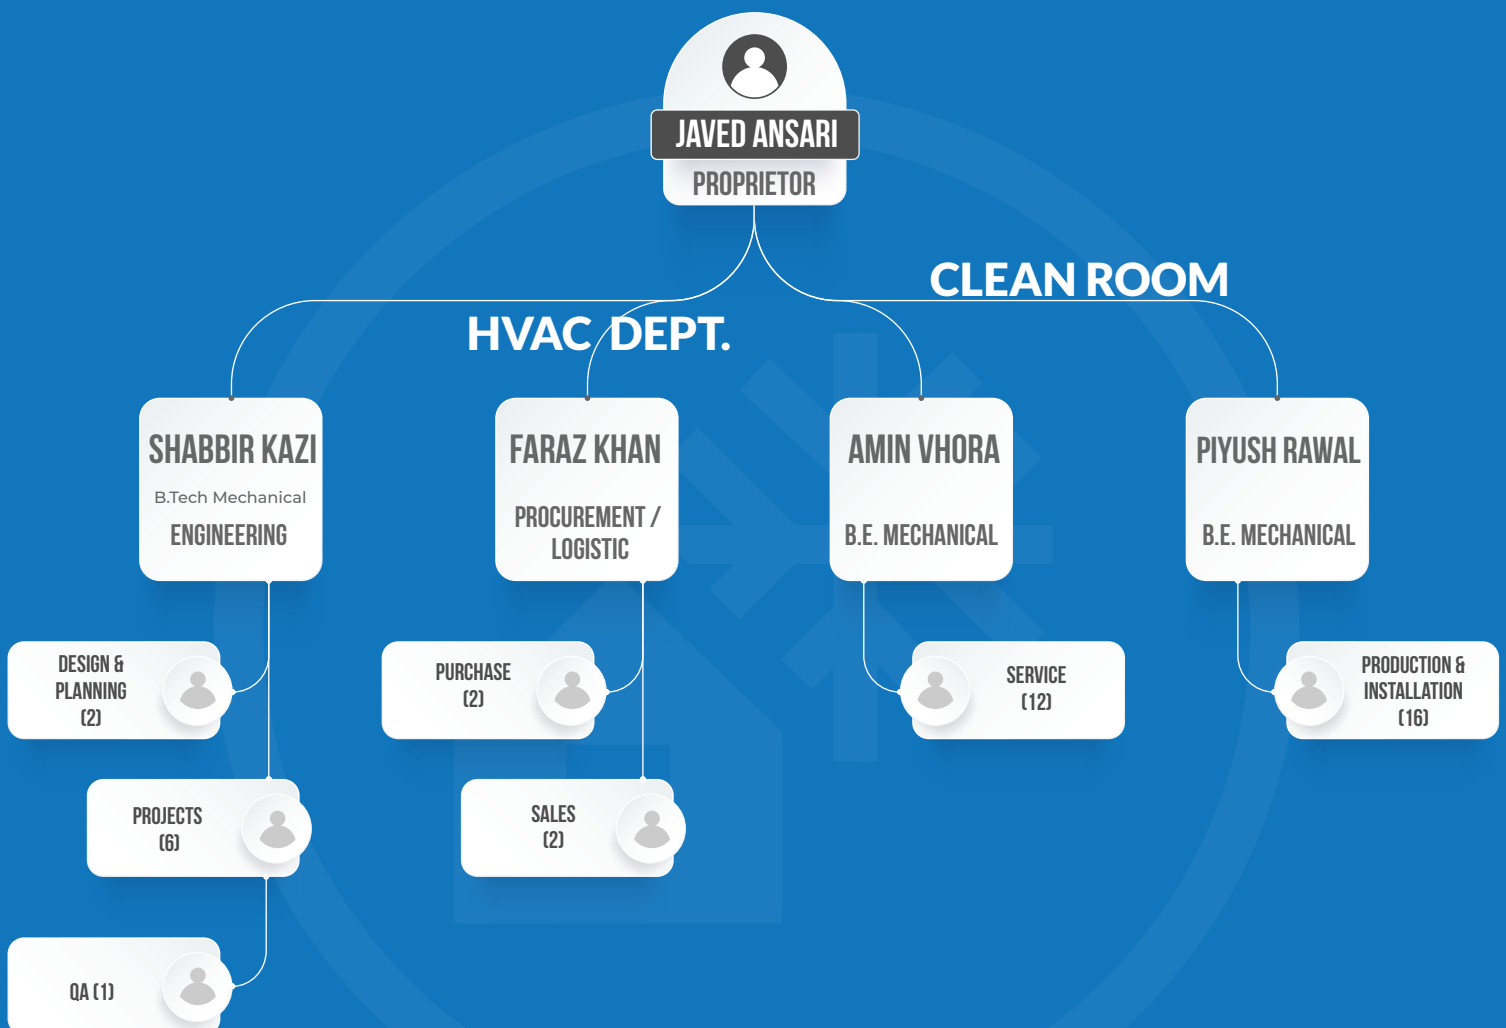 JAVED ANSARI
PROPRIETOR
CLEAN ROOM
HVAC DEPT.
SHABBIR KAZI
B.Tech Mechanical
ENGINEERING
FARAZ KHAN
PROCUREMENT /
LOGISTIC
AMIN VHORA
B.E. MECHANICAL
PIYUSH RAWAL
B.E. MECHANICAL
DESIGN &
PLANNING
(2)
PURCHASE
(2)
SERVICE
(12)
PRODUCTION &
INSTALLATION
(16)
PROJECTS
(6)
SALES
(2)
QA (1)